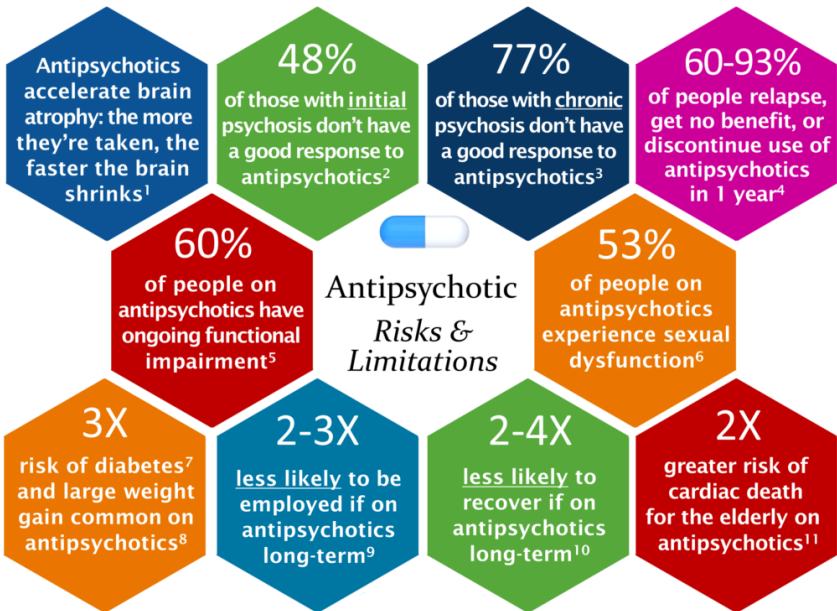 Antipsychotics
accelerate brain
atrophy: the more
they're taken, the
faster the brain
shrinks¹
48%
of those with initial
psychosis don't have
a good response to
antipsychotics²
77%
of those with chronic
psychosis don't have
a good response to
antipsychotics³
60-93%
of people relapse,
get no benefit, or
discontinue use of
antipsychotics
in 1 year⁴
60%
of people on
antipsychotics have
ongoing functional
impairment⁵
Antipsychotic
Risks &
Limitations
53%
of people on
antipsychotics
experience sexual
dysfunction⁶
3X
risk of diabetes⁷
and large weight
gain common on
antipsychotics⁸
2-3X
less likely to be
employed if on
antipsychotics
long-term⁹
2-4X
less likely to
recover if on
antipsychotics
long-term¹⁰
2X
greater risk of
cardiac death
for the elderly on
antipsychotics¹¹